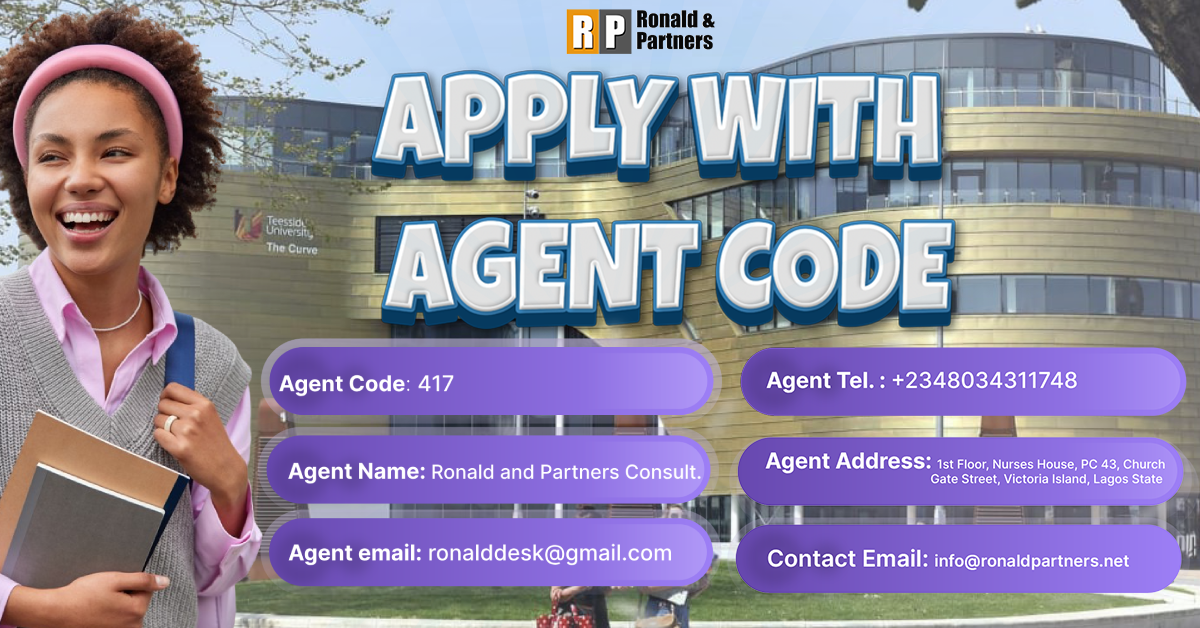 RP Ronald &
Partners
APPLY WITH
AGENT CODE
Teesside
University
The Curve
Agent Code: 417
Agent Tel. : +2348034311748
Agent Name: Ronald and Partners Consult.
Agent Address: 1st Floor, Nurses House, PC 43, Church
Gate Street, Victoria Island, Lagos State
Agent email: ronalddesk@gmail.com
Contact Email: info@ronaldpartners.net